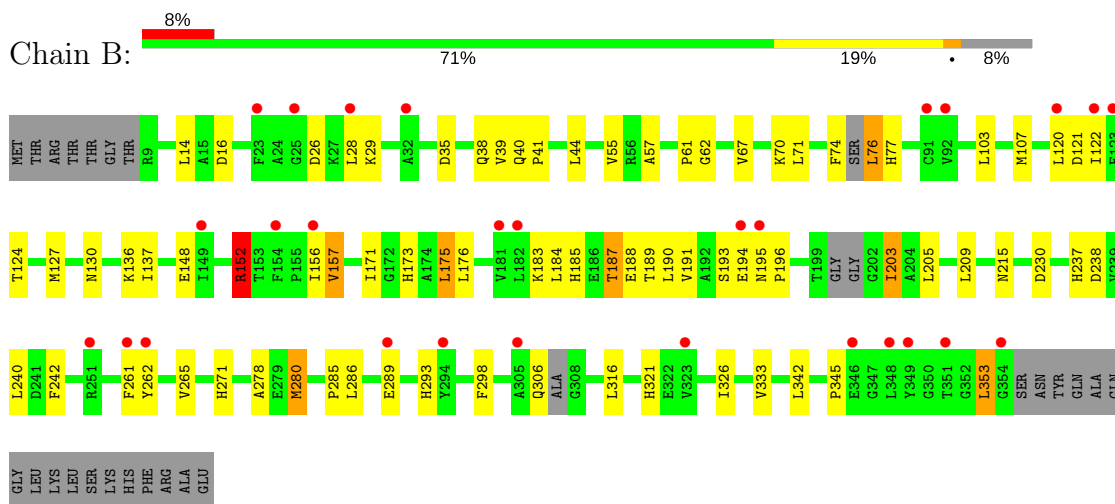 8%
Chain B:
71% 19% • 8%
MET THR ARG THR THR GLY THR R9 L14 A15 D16 F23 A24 G25 D26 K27 L28 K29 A32 D35 Q38 V39 Q40 P41 L44 V55 R56 A57 P61 G62 V67 K70 L71 F74 SER L76 H77 C91 V92 L103 M107 L120 D121 I122 E123
T124 M127 N130 K136 I137 E148 I149 R152 T153 F154 P155 I156 V157 I171 G172 H173 A174 L175 L176 V181 L182 K183 L184 H185 E186 T187 E188 T189 L190 V191 A192 S193 E194 N195 P196 T199 GLY GLY G202 I203 A204 L205 L209 N215 D230 H237 D238 V239
L240 D241 F242 R251 F261 Y262 V265 H271 A278 E279 M280 P285 L286 E289 H293 Y294 F298 A305 Q306 ALA G308 L316 H321 E322 V323 I326 V333 L342 P345 E346 G347 L348 Y349 G350 T351 G352 L353 G354 SER ASN TYR GLN ALA GLN
GLY LEU LYS LEU SER LYS HIS PHE ARG ALA GLU